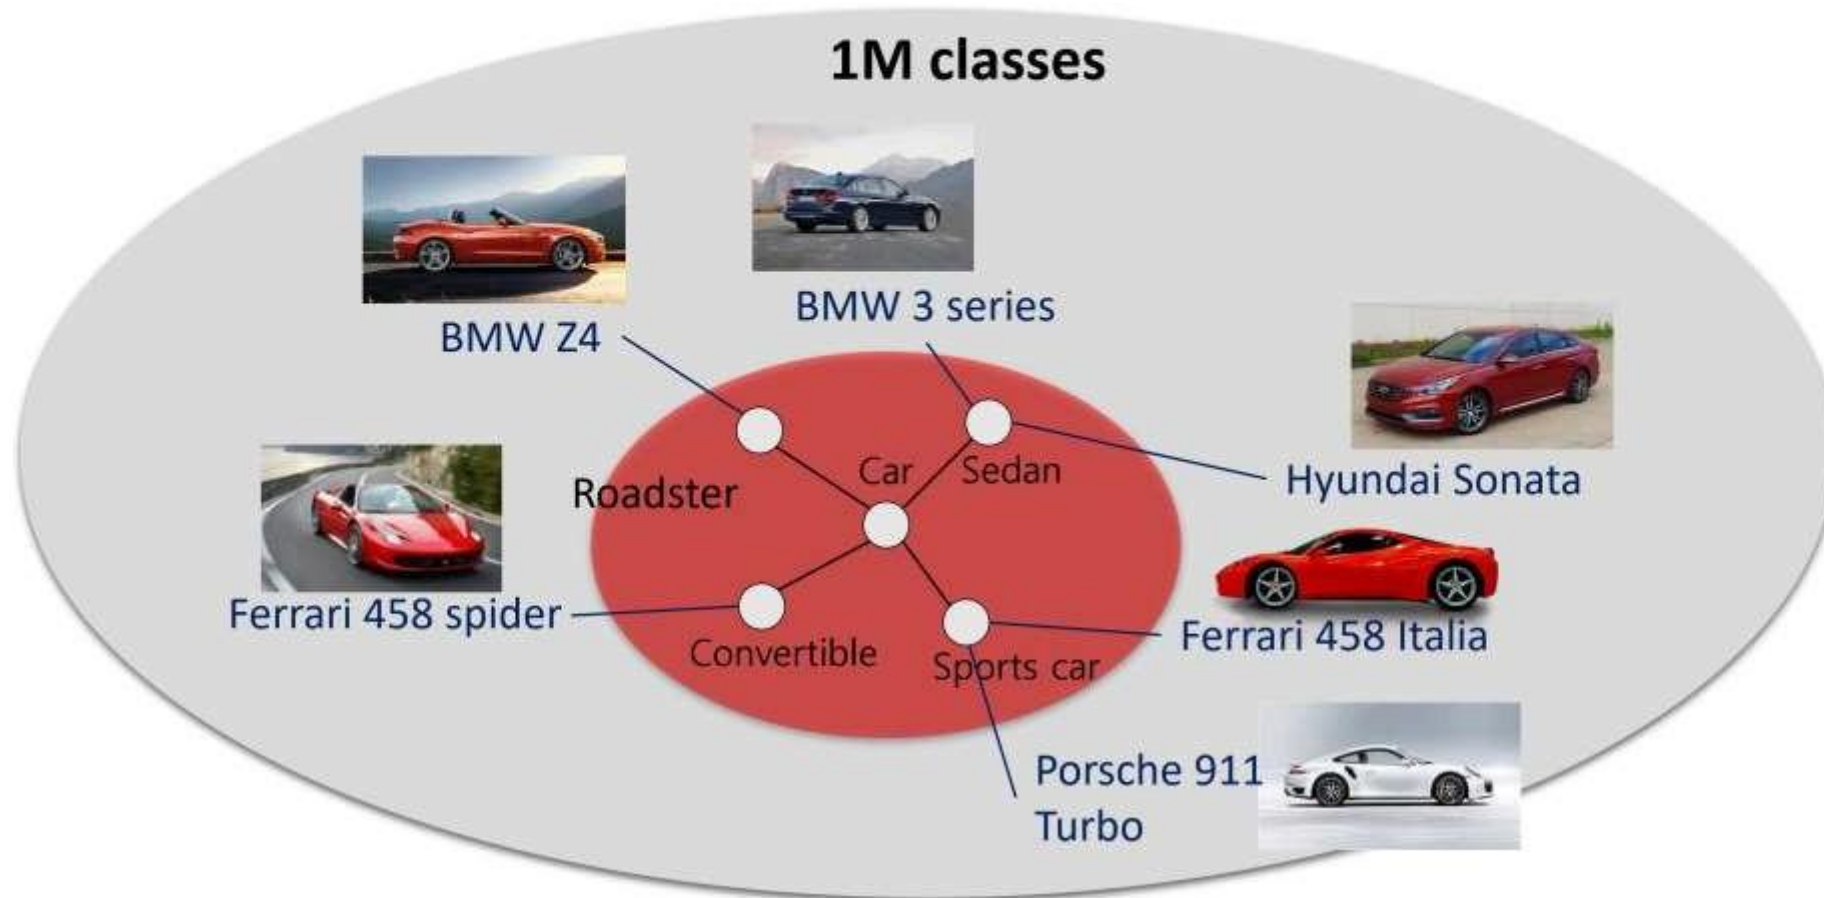 1M classes
BMW 3 series
BMW Z4
Car
Sedan
Hyundai Sonata
Roadster
Ferrari 458 spider
Ferrari 458 Italia
Convertible
Sports car
Porsche 911
Turbo